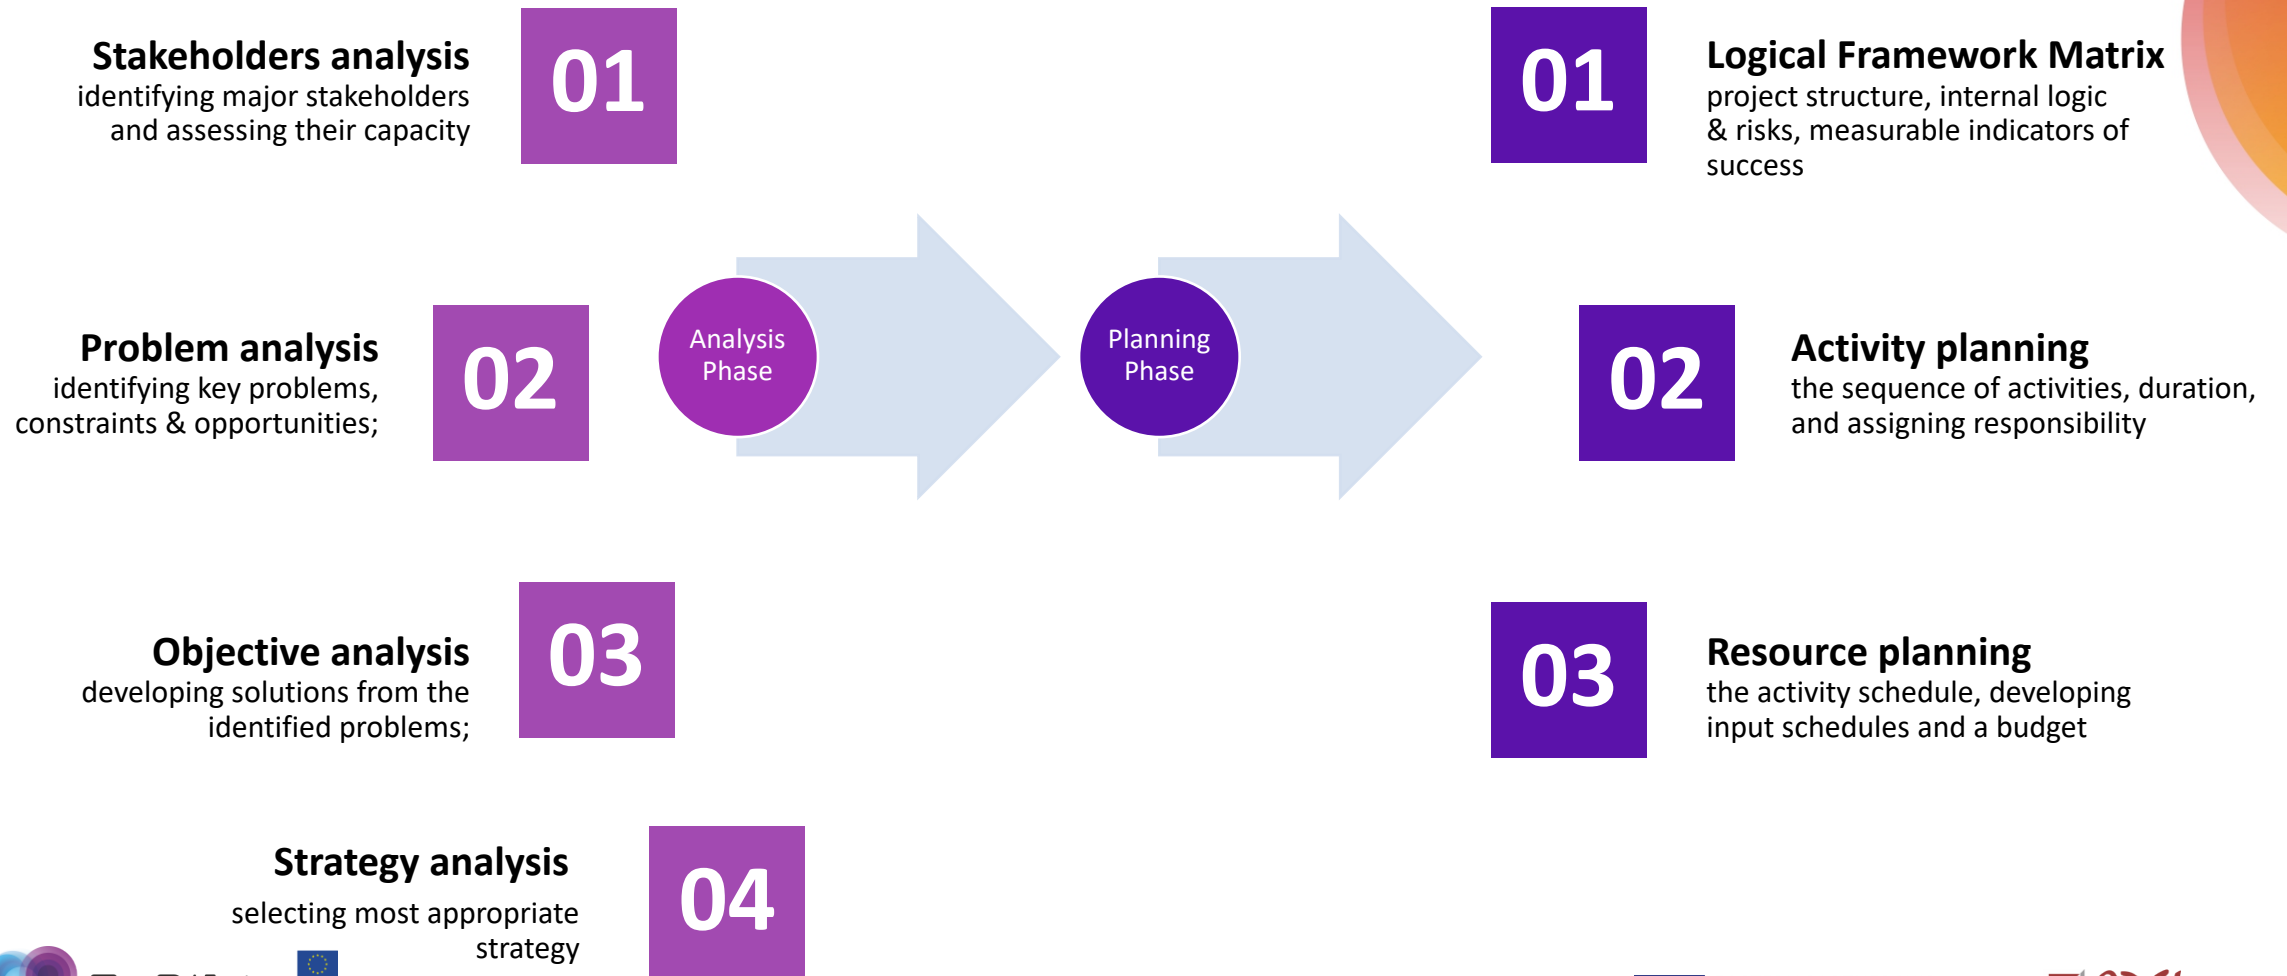 Stakeholders analysis
identifying major stakeholders
and assessing their capacity
01
Problem analysis
identifying key problems,
constraints & opportunities;
02
Objective analysis
developing solutions from the
identified problems;
03
Strategy analysis
selecting most appropriate
strategy
04
Analysis
Phase
Planning
Phase
01
Logical Framework Matrix
project structure, internal logic
& risks, measurable indicators of
success
02
Activity planning
the sequence of activities, duration,
and assigning responsibility
03
Resource planning
the activity schedule, developing
input schedules and a budget